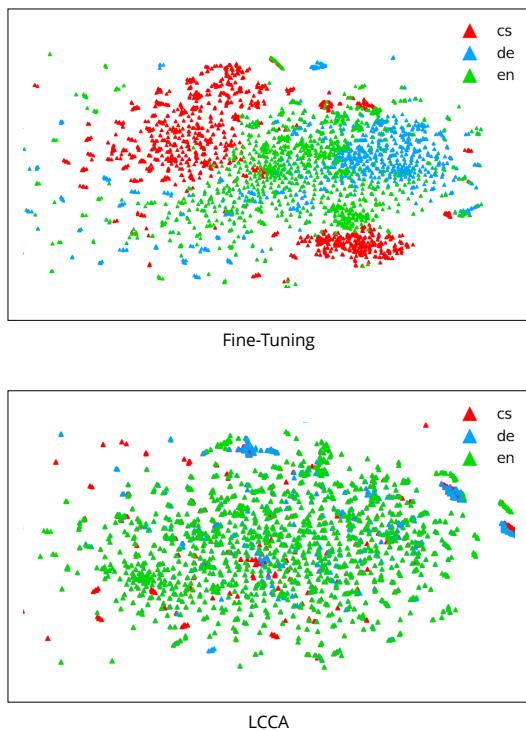 cs
de
en
Fine-Tuning
cs
de
en
LCCA